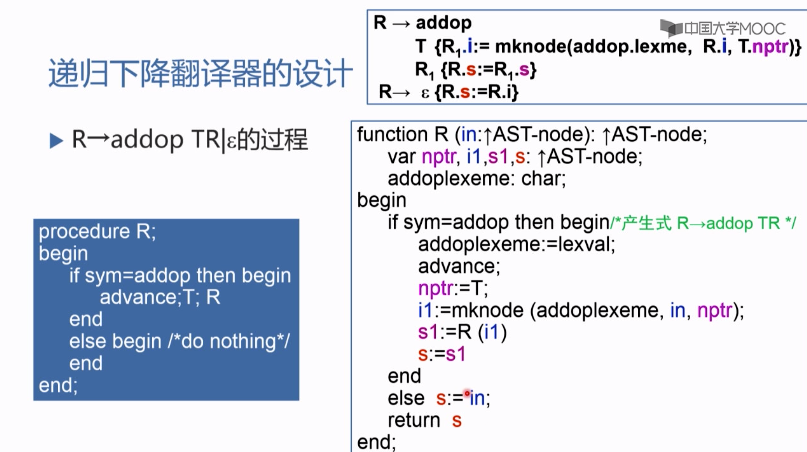 R → addop
中国大学MOOC
T {R1.i:= mknode(addop.lexme, R.i, T.nptr)}
R1 {R.s:=R1.s}
R→ ε {R.s:=R.i}
递归下降翻译器的设计
R→addop TR|ε的过程
procedure R;
begin
if sym=addop then begin
advance;T; R
end
else begin /*do nothing*/
end
end;
function R (in:↑AST-node): ↑AST-node;
var nptr, i1,s1,s: ↑AST-node;
addoplexeme: char;
begin
if sym=addop then begin/*产生式 R→addop TR */
addoplexeme:=lexval;
advance;
nptr:=T;
i1:=mknode (addoplexeme, in, nptr);
s1:=R (i1)
s:=s1
end
else s:= in;
return s
end;